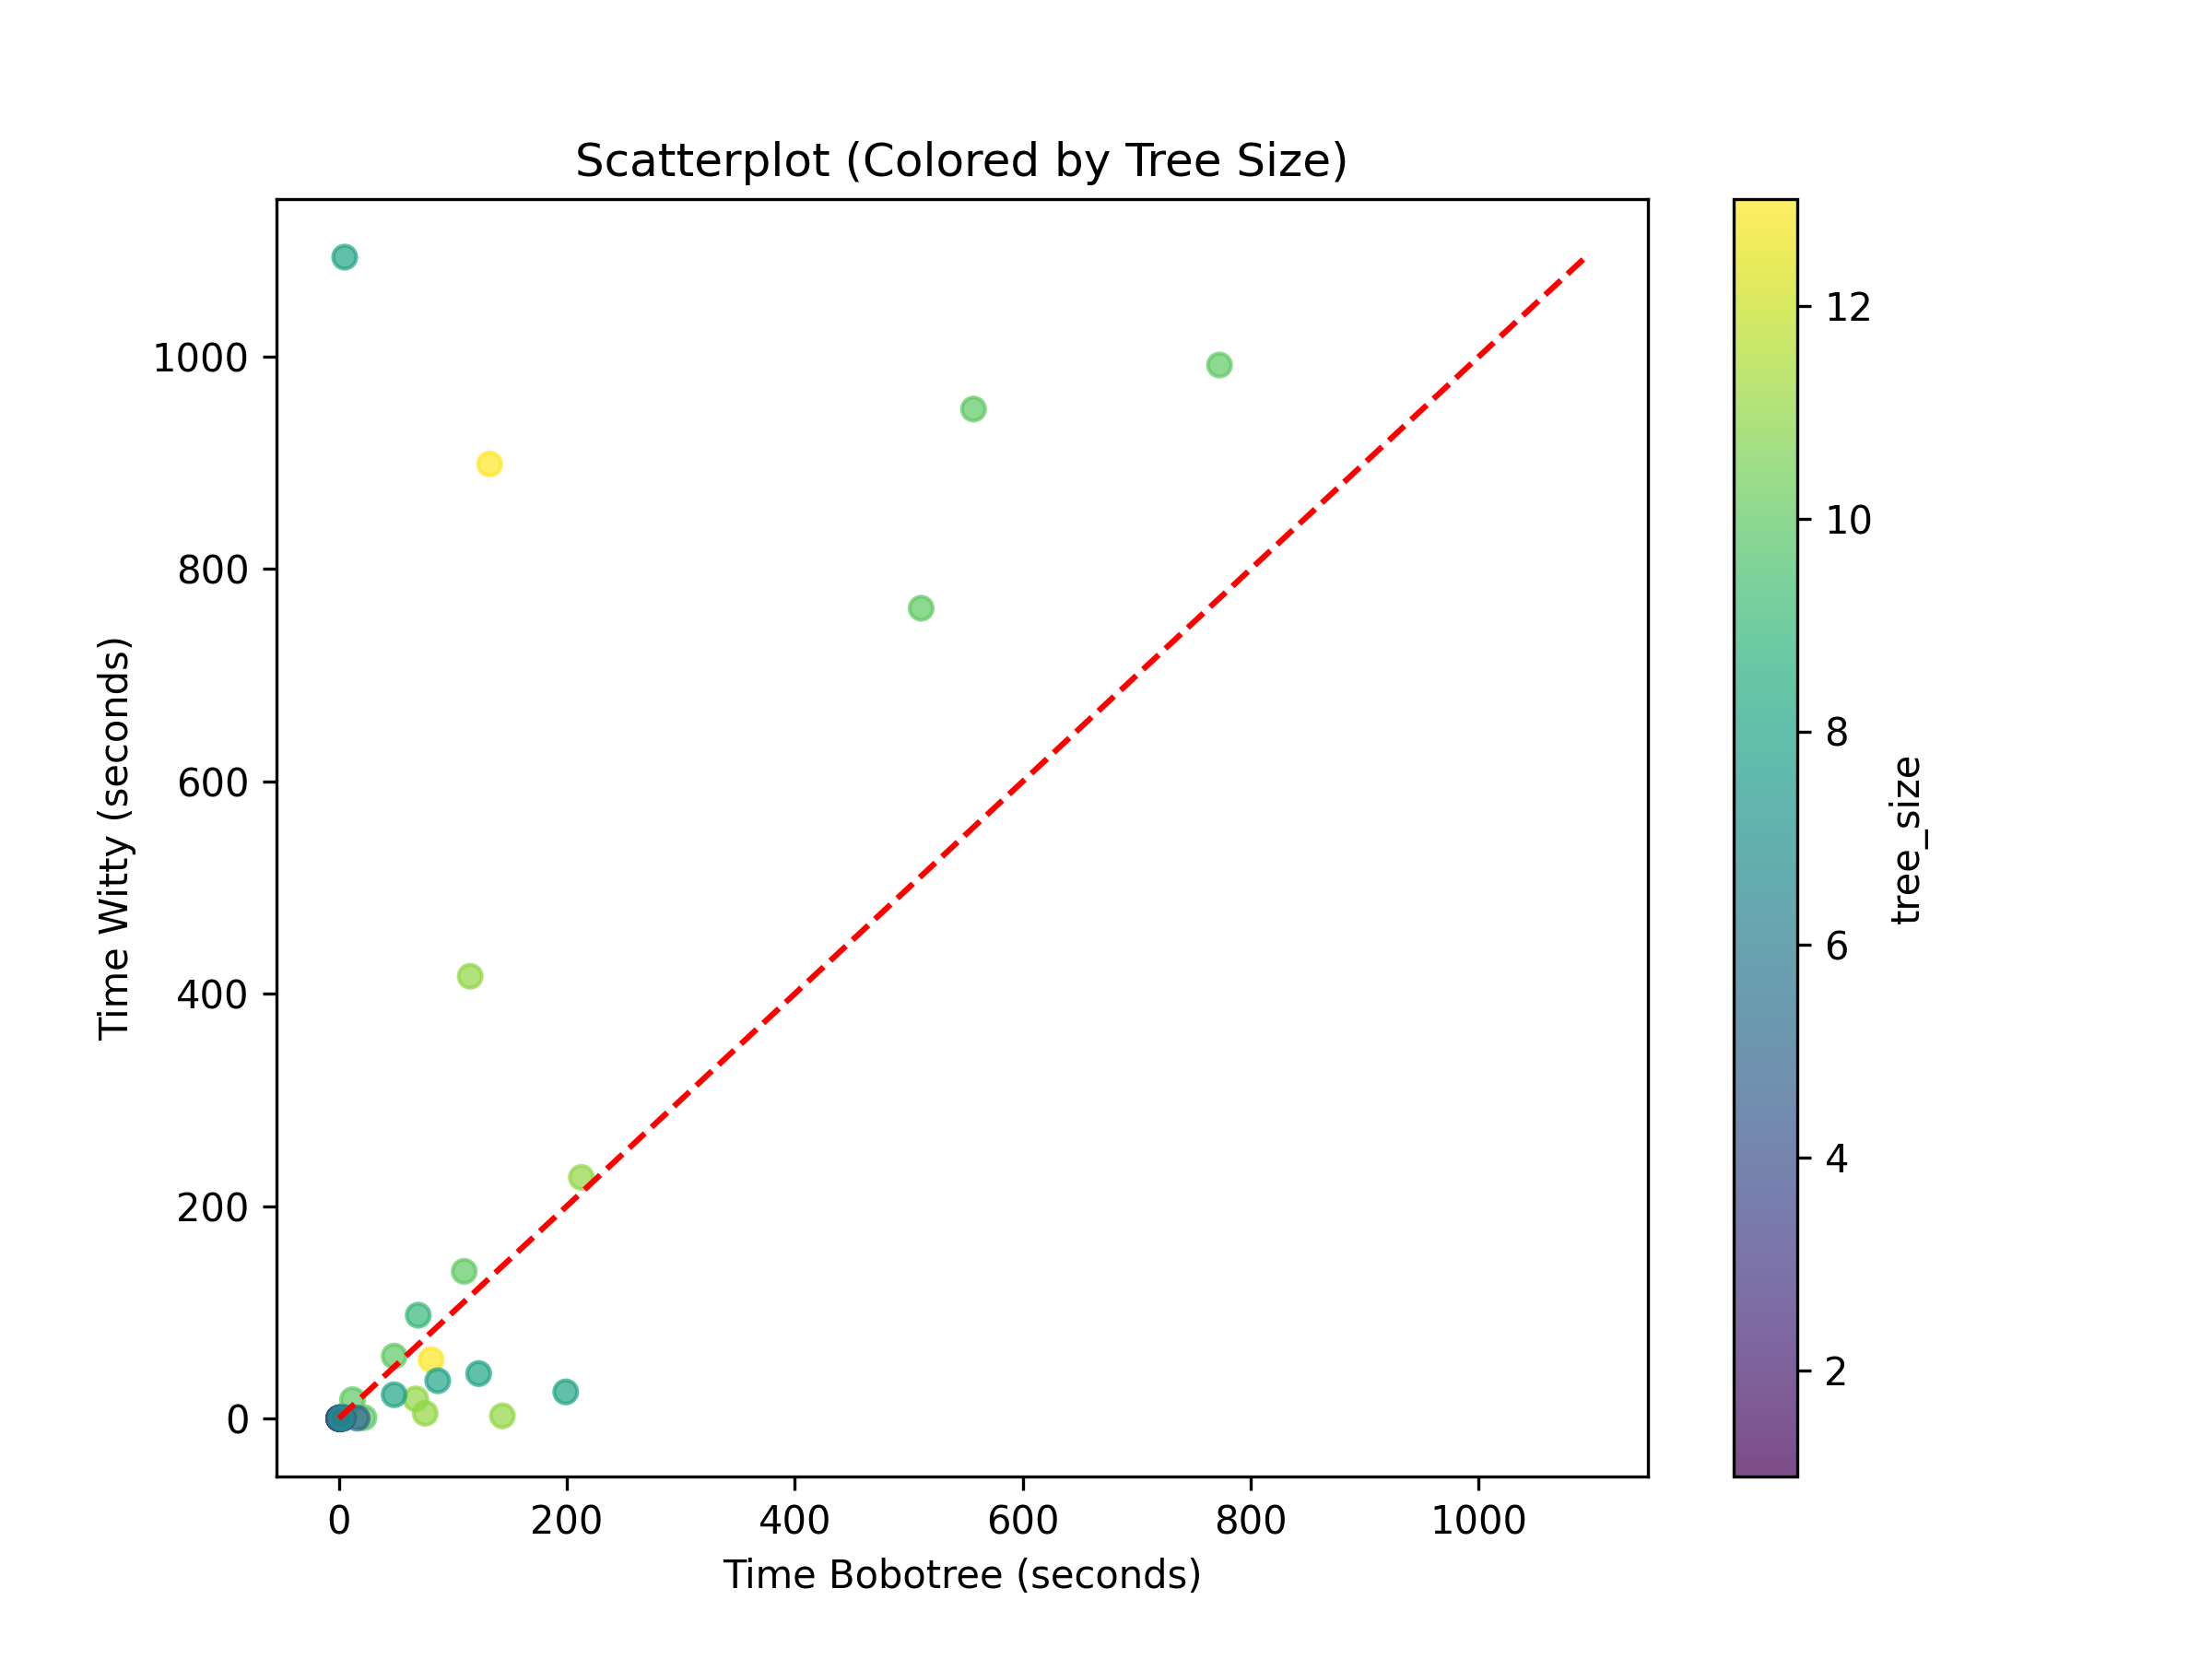 Scatterplot (Colored by Tree Size)
Time Witty (seconds)
1000
800
600
400
200
0
0 200 400 600 800 1000
Time Bobotree (seconds)
12
10
8
6
4
2
tree_size